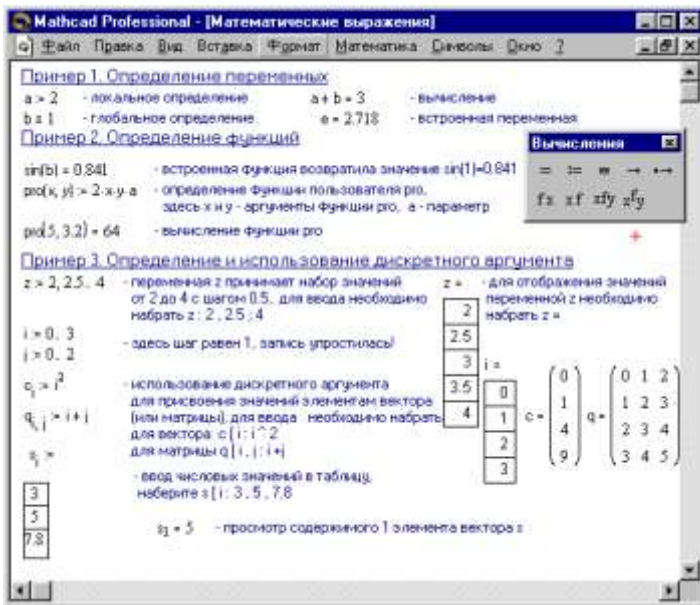 Mathcad Professional - [Математические выражения]
Файл Правка Вид Вставка Формат Математика Символы Окно ?
Пример 1. Определение переменных
a := 2 - локальное определение a + b = 3 - вычисление
b ≡ 1 - глобальное определение e = 2.718 - встроенная переменная
Пример 2. Определение функций
Вычисления
= := ≡ → •→
fx xf xfy xfy
sin(b) = 0.841 - встроенная функция возвратила значение sin(1)=0.841
pro(x, y) := 2·x·y·a - определение функции пользователя pro,
здесь x и y - аргументы функции pro, a - параметр
pro(5, 3.2) = 64 - вычисление функции pro
Пример 3. Определение и использование дискретного аргумента
z := 2, 2.5.. 4 - переменная z принимает набор значений
от 2 до 4 с шагом 0.5, для ввода необходимо
набрать z : 2 , 2.5 ; 4
z = - для отображения значений
переменной z необходимо
набрать z =
2
2.5
3
3.5
4
i := 0.. 3
j := 0.. 2
- здесь шаг равен 1, запись упростилась!
i =
0
1
2
3
c = 0 1 4 9
q =
0 1 2
1 2 3
2 3 4
3 4 5
c i := i 2
q i, j := i + j
s i :=
- использование дискретного аргумента
для присвоения значений элементам вектора
(или матрицы), для ввода необходимо набрать
для вектора c [ i : i ^ 2
для матрицы q [ i , j : i + j
- ввод числовых значений в таблицу,
наберите s [ i : 3 , 5 , 7.8
3
5
7.8
s1 = 5 - просмотр содержимого 1 элемента вектора s